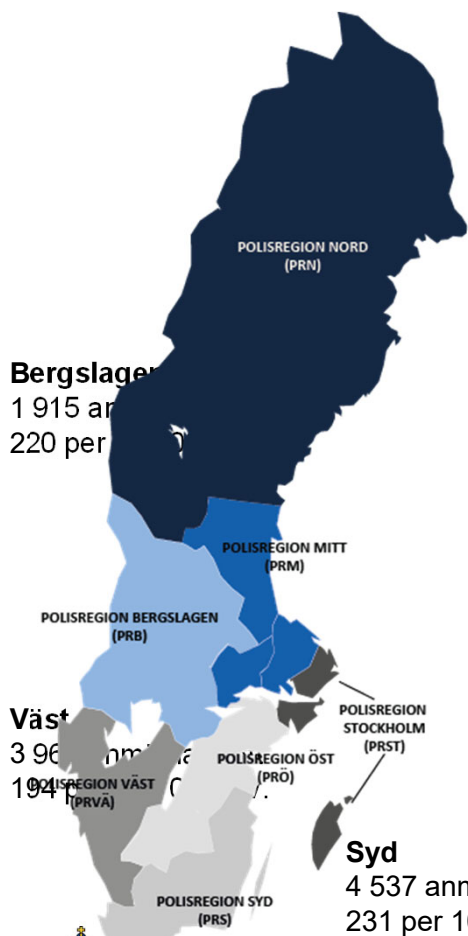 POLISREGION NORD
(PRN)
Bergslagen
1 915
220 per
POLISREGION MITT
(PRM)
POLISREGION BERGSLAGEN
(PRB)
Väst
3 96
194
POLISREGION VÄST
(PRVÄ)
POLISREGION ÖST
(PRÖ)
POLISREGION
STOCKHOLM
(PRST)
Syd
4 537
231 per
POLISREGION SYD
(PRS)